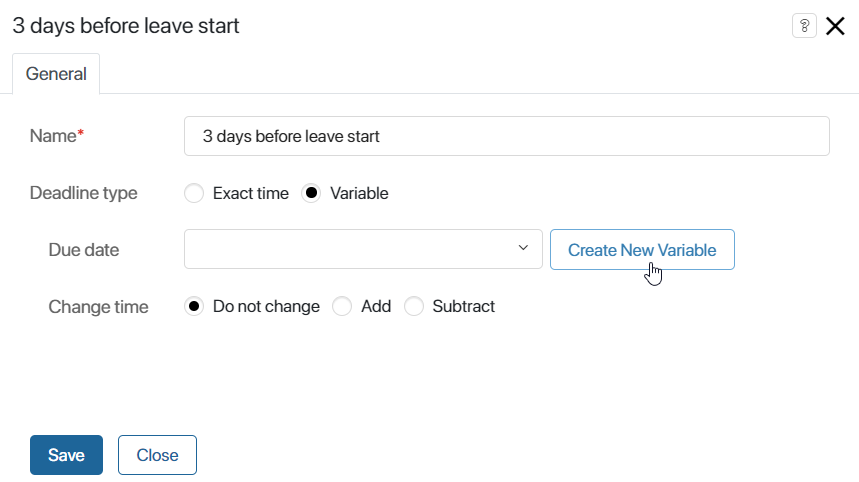 3 days before leave start
?
General
Name*
3 days before leave start
Deadline type
Exact time
Variable
Due date
Create New Variable
Change time
Do not change
Add
Subtract
Save
Close